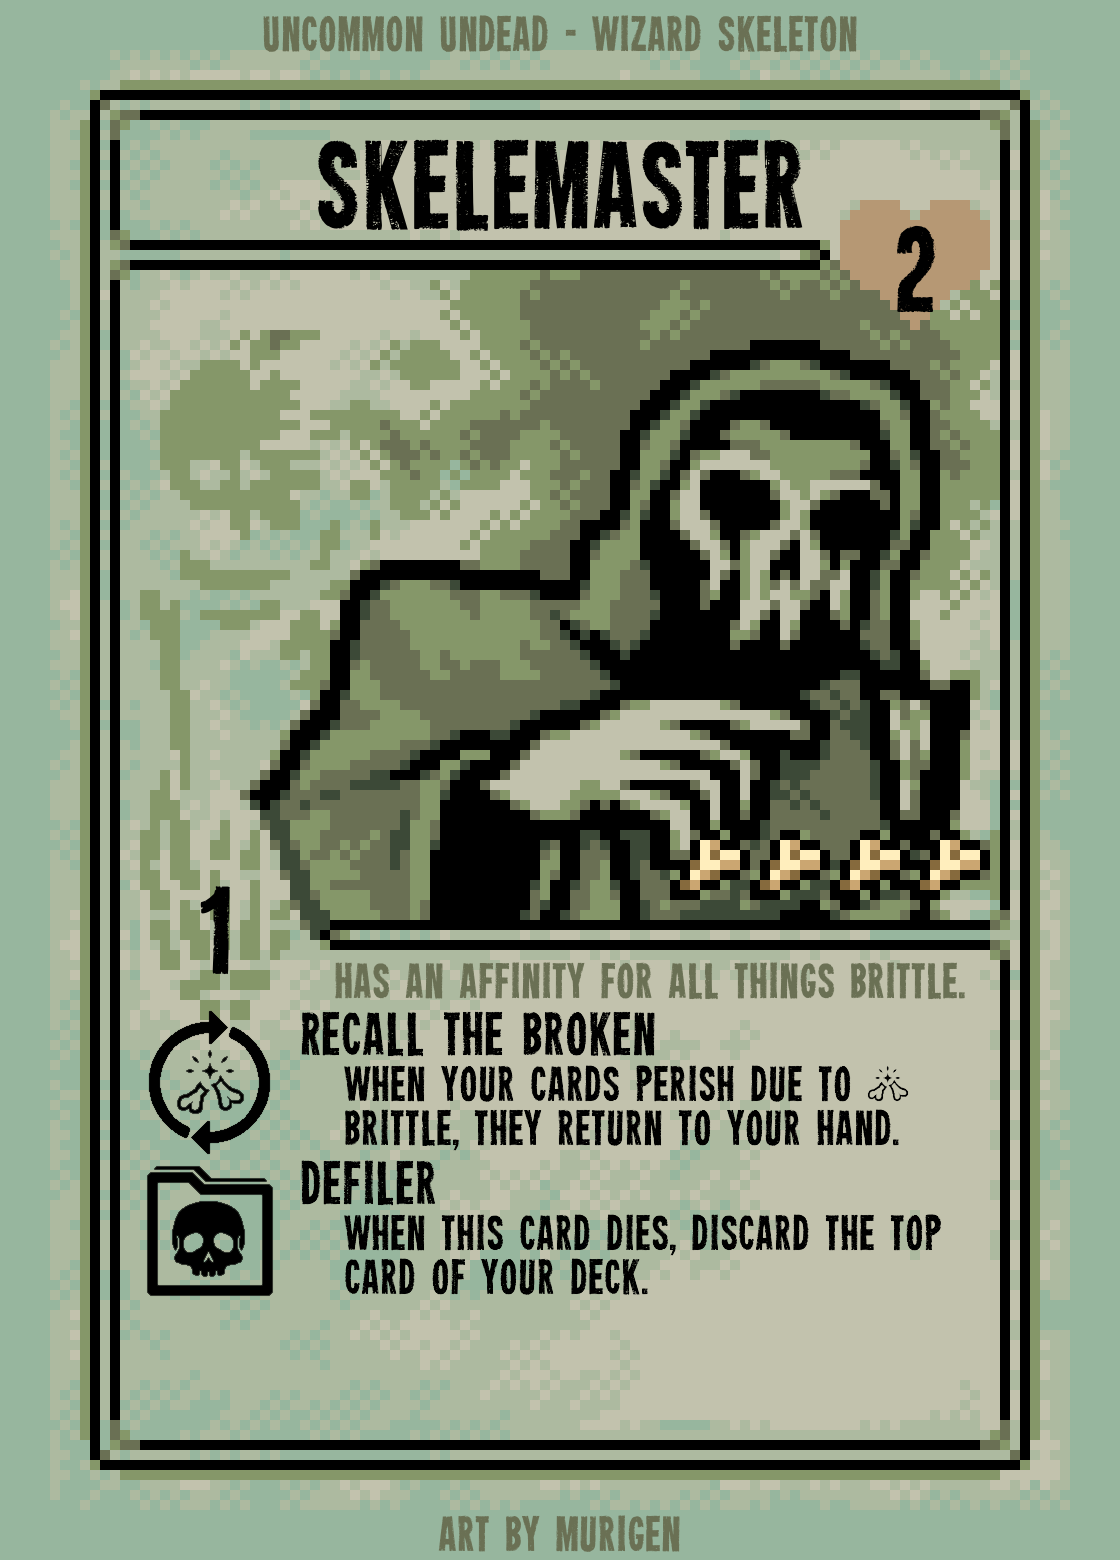 UNCOMMON UNDEAD - WIZARD SKELETON
SKELEMASTER
2
1
HAS AN AFFINITY FOR ALL THINGS BRITTLE.
RECALL THE BROKEN
WHEN YOUR CARDS PERISH DUE TO
BRITTLE, THEY RETURN TO YOUR HAND.
DEFILER
WHEN THIS CARD DIES, DISCARD THE TOP
CARD OF YOUR DECK.
ART BY MURIGEN